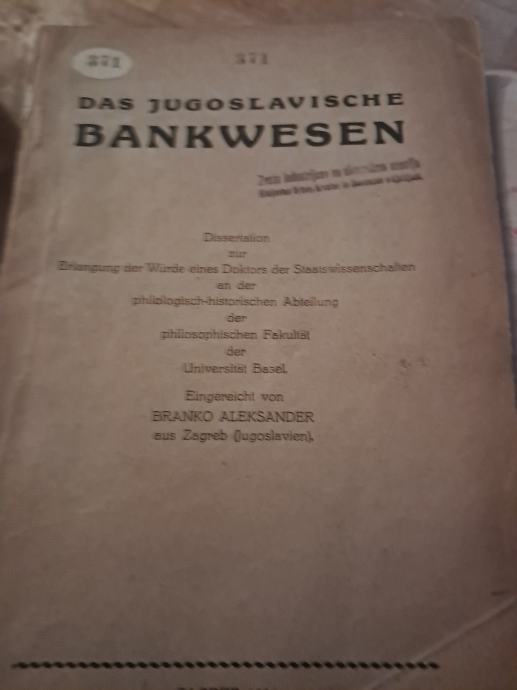 371
371
DAS JUGOSLAVISCHE
BANKWESEN
Dissertation
zur
Erlangung der Würde eines Doktors der Staatswissenschaften
an der
philologisch-historischen Abteilung
der
philosophischen Fakultät
der
Universität Basel.
Eingereicht von
BRANKO ALEKSANDER
aus Zagreb (Jugoslavien).